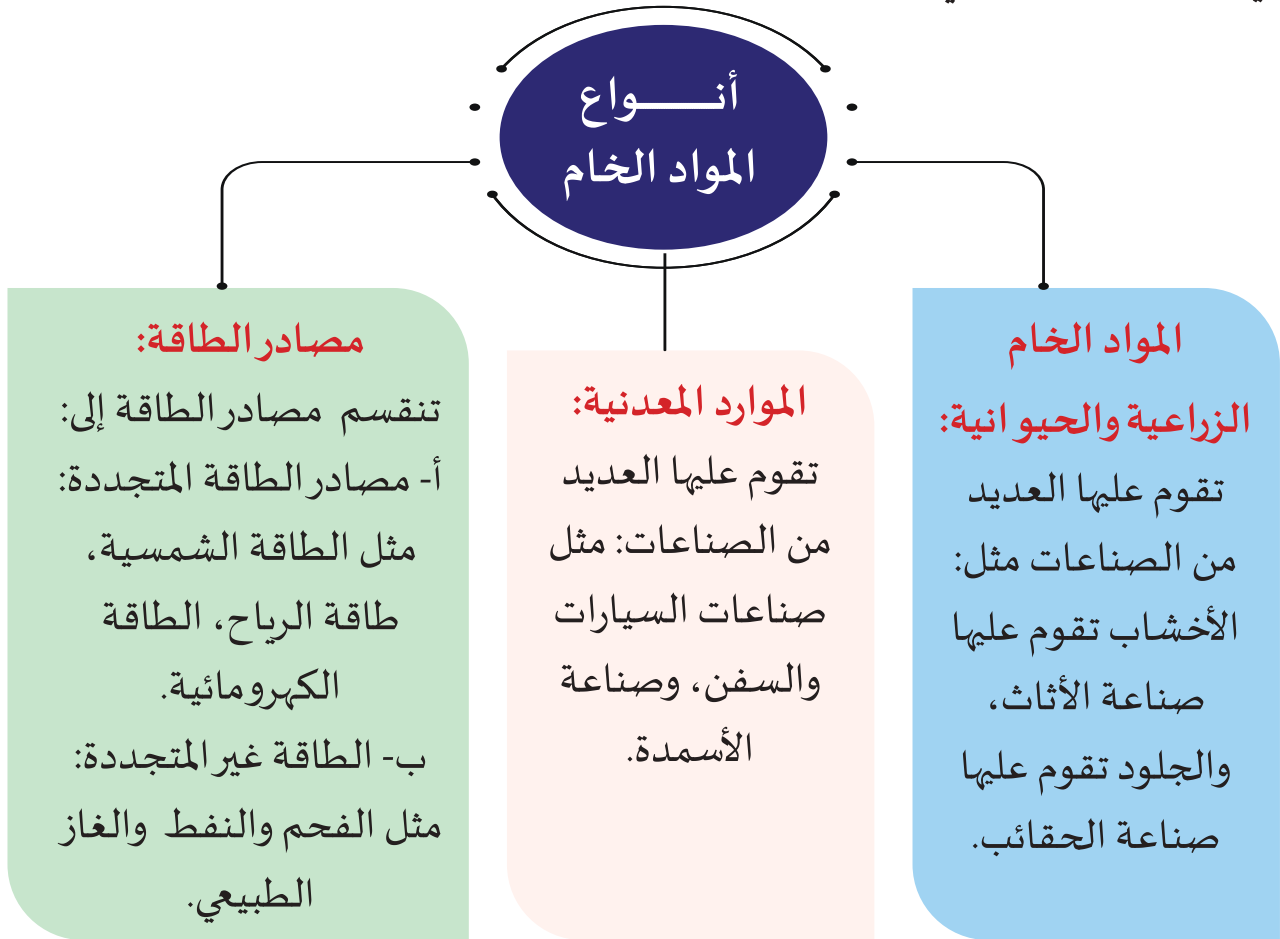 أنـــــواع
المواد الخام
المواد الخام
الزراعية والحيوانية:
تقوم عليها العديد
من الصناعات مثل:
الأخشاب تقوم عليها
صناعة الأثاث،
والجلود تقوم عليها
صناعة الحقائب.
الموارد المعدنية:
تقوم عليها العديد
من الصناعات: مثل
صناعات السيارات
والسفن، وصناعة
الأسمدة.
مصادر الطاقة:
تنقسم مصادر الطاقة إلى:
أ- مصادر الطاقة المتجددة:
مثل الطاقة الشمسية،
طاقة الرياح، الطاقة
الكهرومائية.
ب- الطاقة غير المتجددة:
مثل الفحم والنفط والغاز
الطبيعي.